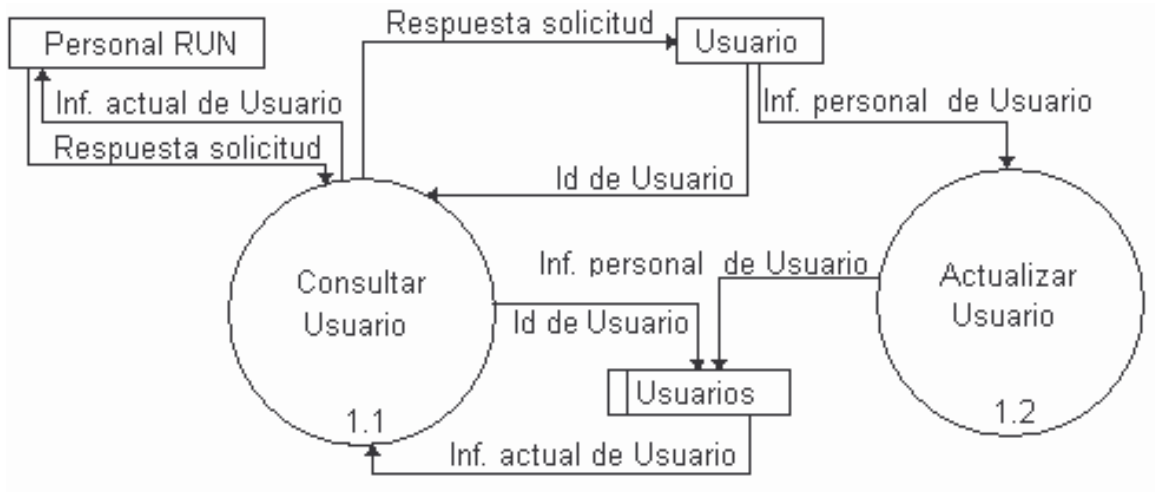 Respuesta solicitud
Personal RUN
Usuario
Inf. actual de Usuario
Inf. personal de Usuario
Respuesta solicitud
Id de Usuario
Inf. personal de Usuario
Consultar
Usuario
Actualizar
Usuario
Id de Usuario
Usuarios
1.1
1.2
Inf. actual de Usuario